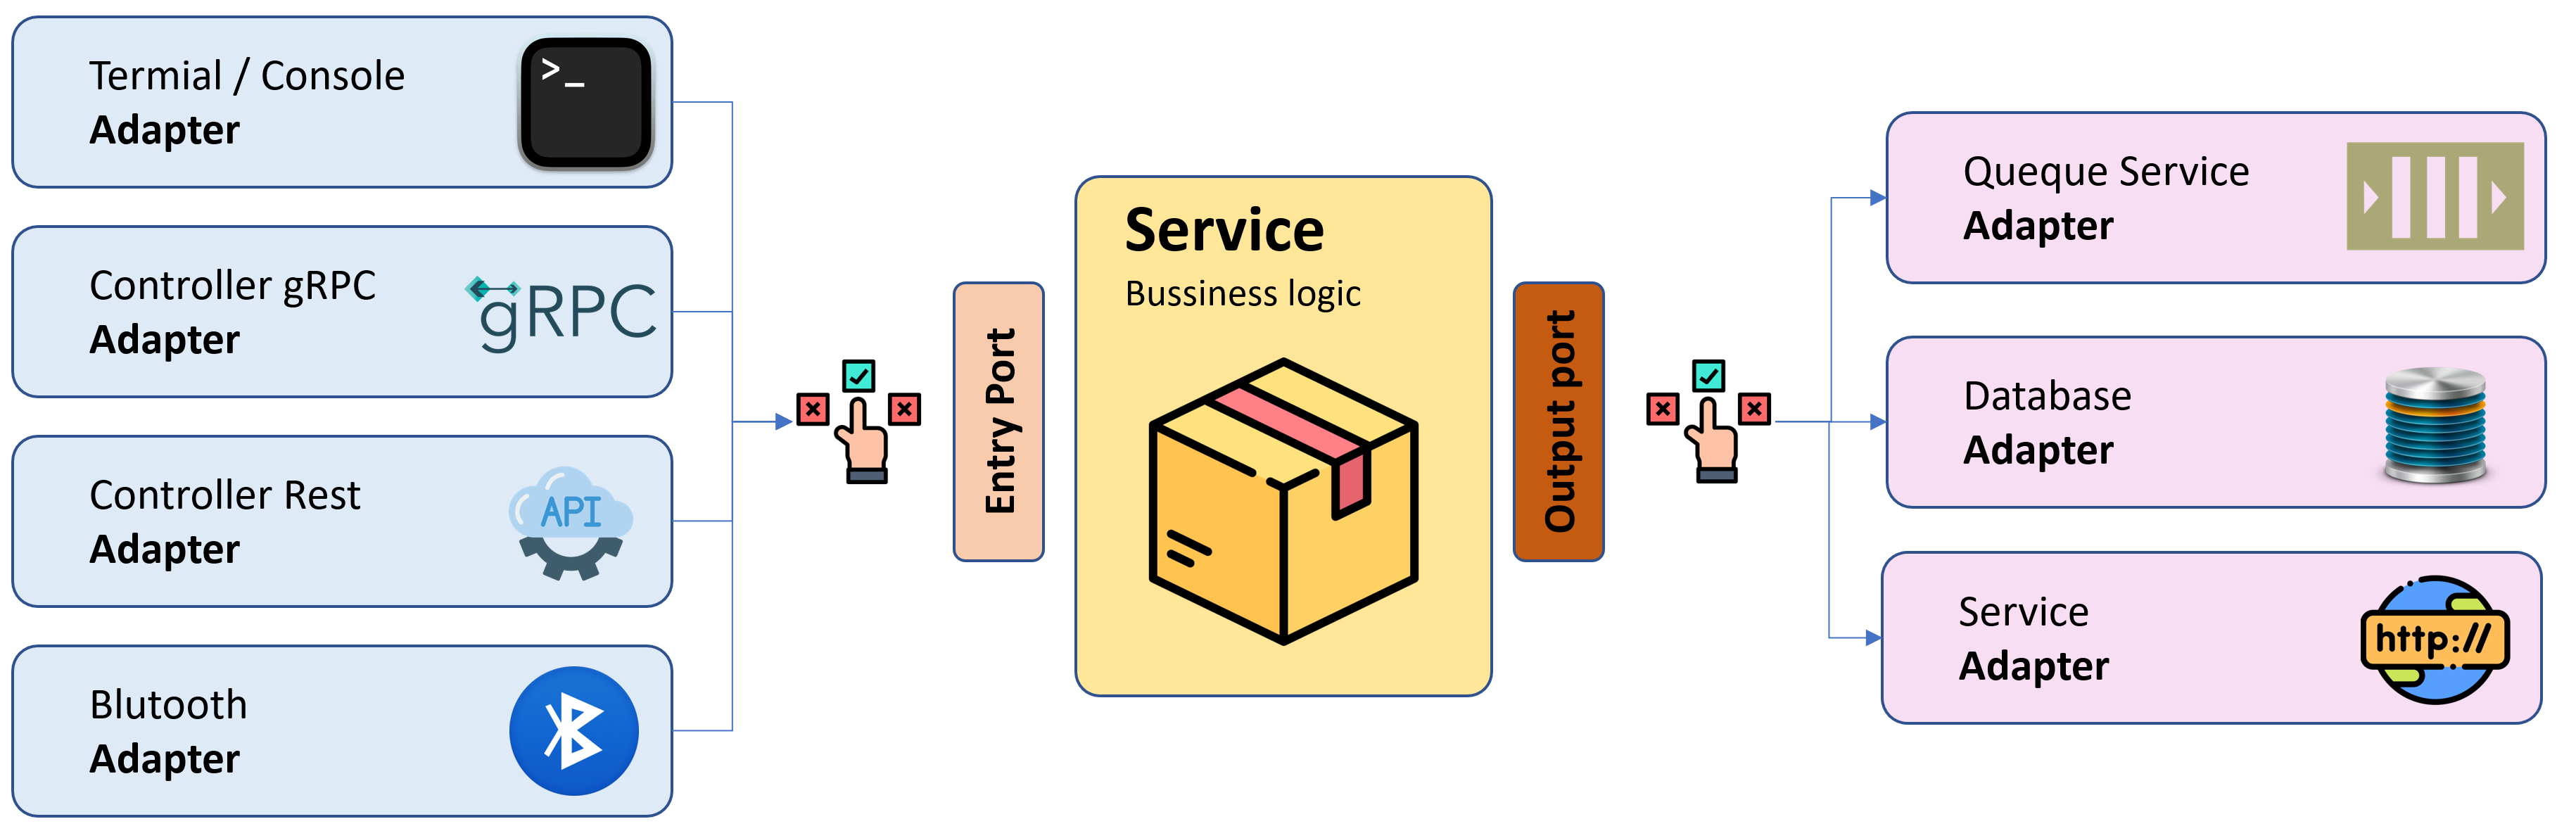 Termial / Console
Adapter
>_
Controller gRPC
Adapter
gRPC
Controller Rest
Adapter
API
Blutooth
Adapter
Entry Port
Service
Bussiness logic
Output port
Queque Service
Adapter
Database
Adapter
Service
Adapter
http://